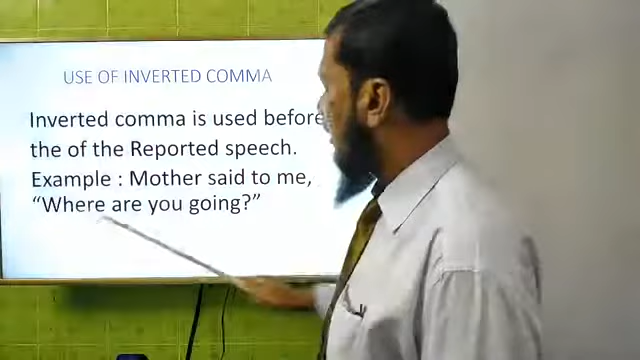 USE OF INVERTED COMMA
Inverted comma is used before
the of the Reported speech.
Example : Mother said to me,
“Where are you going?”